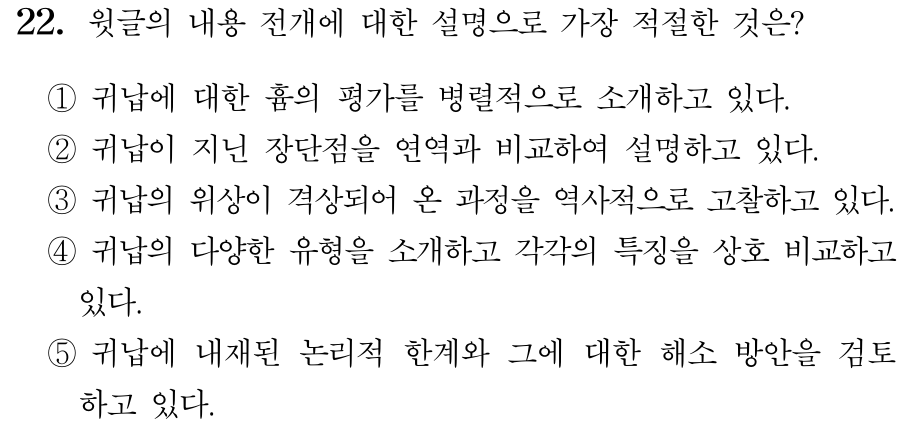 22. 윗글의 내용 전개에 대한 설명으로 가장 적절한 것은?
① 귀납에 대한 흄의 평가를 병렬적으로 소개하고 있다.
② 귀납이 지닌 장단점을 연역과 비교하여 설명하고 있다.
③ 귀납의 위상이 격상되어 온 과정을 역사적으로 고찰하고 있다.
④ 귀납의 다양한 유형을 소개하고 각각의 특징을 상호 비교하고
있다.
⑤ 귀납에 내재된 논리적 한계와 그에 대한 해소 방안을 검토
하고 있다.